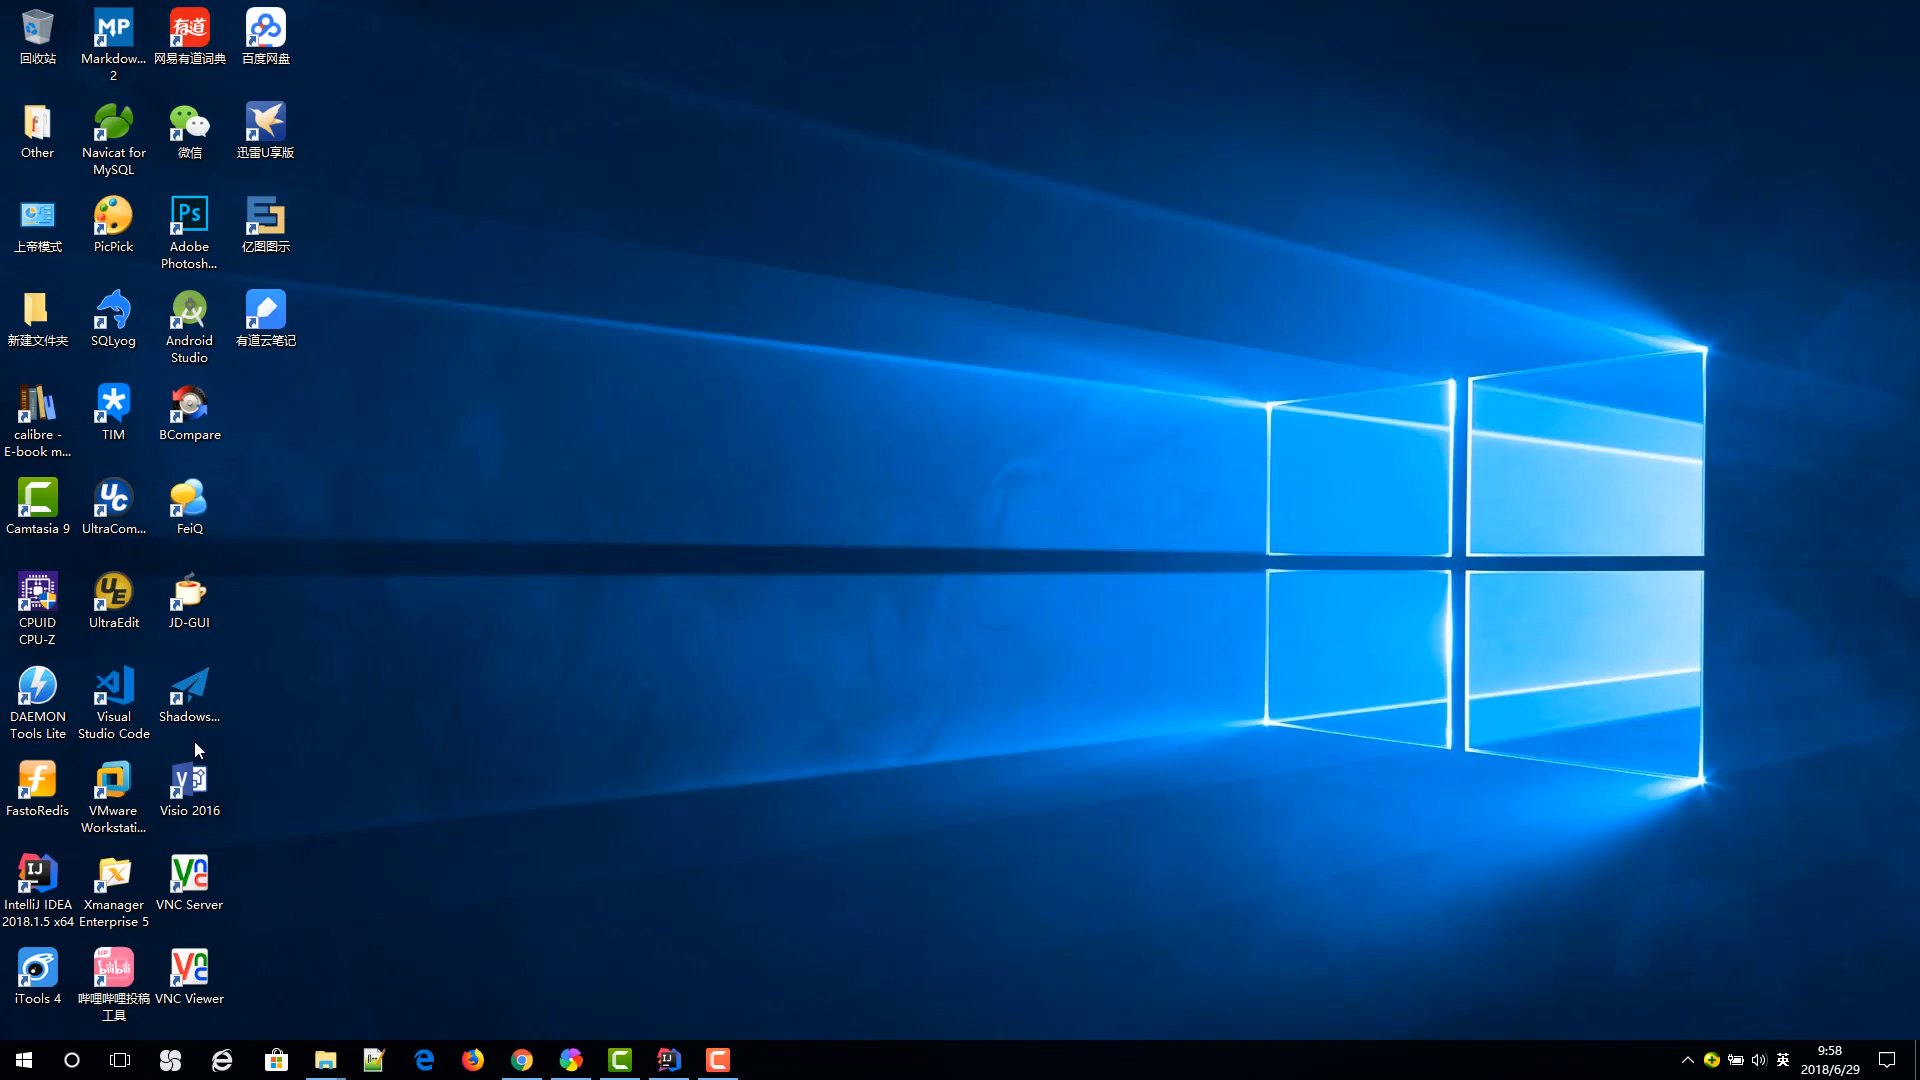 回收站
Markdow...
2
网易有道词典
百度网盘
Other
Navicat for
MySQL
微信
迅雷U享版
上帝模式
PicPick
Adobe
Photosh...
亿图图示
新建文件夹
SQLyog
Android
Studio
有道云笔记
calibre -
E-book m...
TIM
BCompare
Camtasia 9
UltraCom...
FeiQ
CPUID
CPU-Z
UltraEdit
JD-GUI
DAEMON
Tools Lite
Visual
Studio Code
Shadows...
FastoRedis
VMware
Workstati...
Visio 2016
IntelliJ IDEA
2018.1.5 x64
Xmanager
Enterprise 5
VNC Server
iTools 4
哔哩哔哩投稿
工具
VNC Viewer
英
9:58
2018/6/29